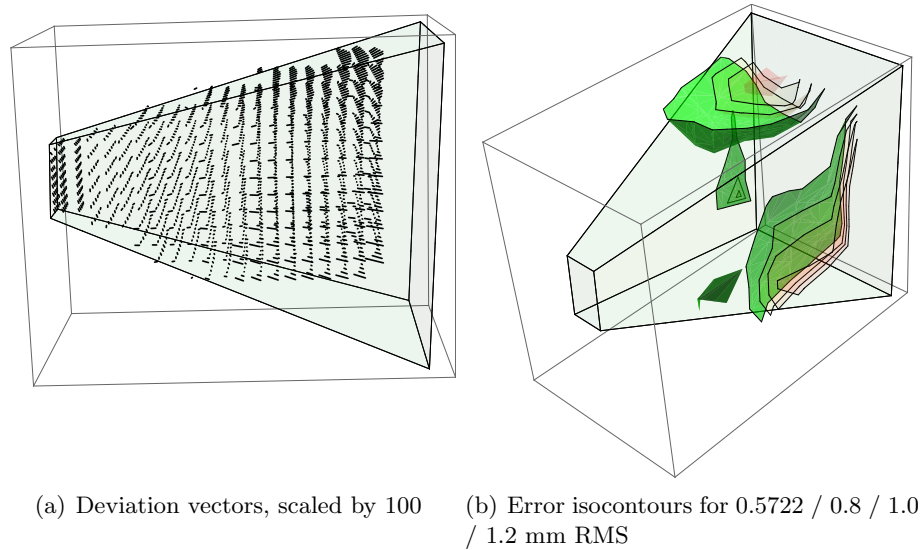 (a) Deviation vectors, scaled by 100
(b) Error isocontours for 0.5722 / 0.8 / 1.0
/ 1.2 mm RMS